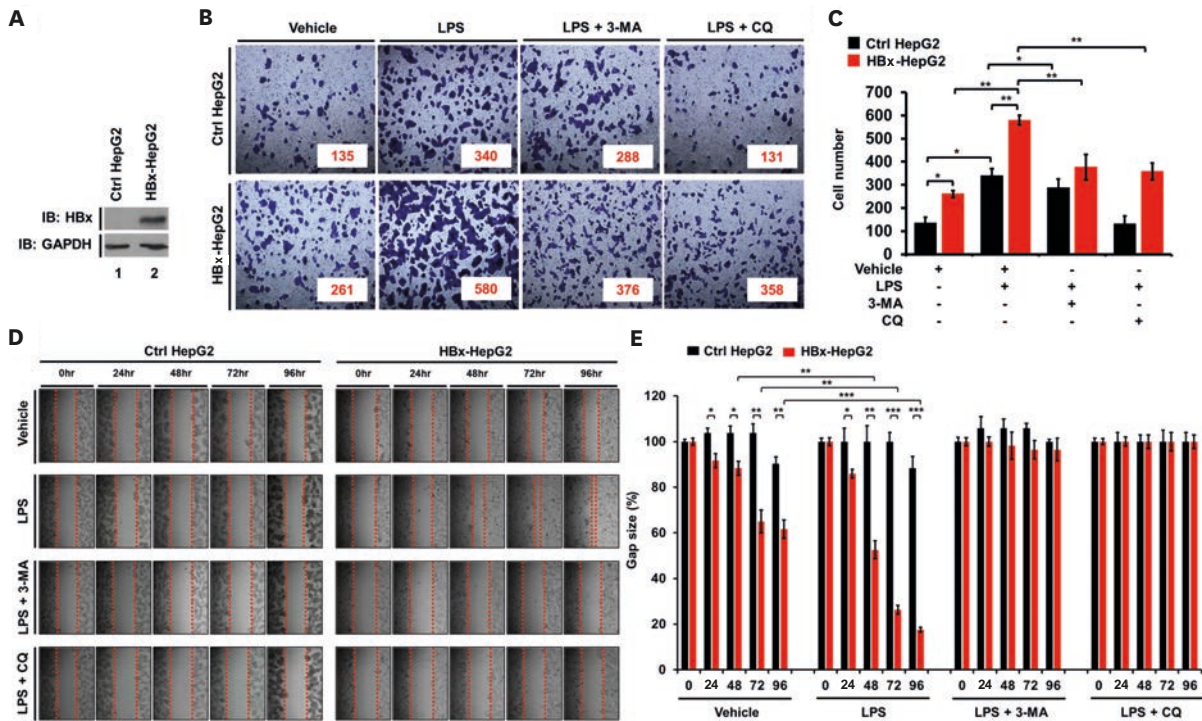 A
Ctrl HepG2
HBx-HepG2
IB: HBx
IB: GAPDH
1 2
B
Vehicle LPS LPS + 3-MA LPS + CQ
Ctrl HepG2
135 340 288 131
HBx-HepG2
261 580 376 358
C
Ctrl HepG2
HBx-HepG2
**
*
** **
**
*
*
Cell number
700
600
500
400
300
200
100
0
Vehicle + + - -
LPS - + + +
3-MA - - + -
CQ - - - +
D
Ctrl HepG2 HBx-HepG2
0hr 24hr 48hr 72hr 96hr 0hr 24hr 48hr 72hr 96hr
Vehicle
LPS
LPS + 3-MA
LPS + CQ
E
Ctrl HepG2 HBx-HepG2
**
**
***
* * ** ** * ** *** ***
Gap size (%)
120
100
80
60
40
20
0
0 24 48 72 96 0 24 48 72 96 0 24 48 72 96 0 24 48 72 96
Vehicle LPS LPS + 3-MA LPS + CQ